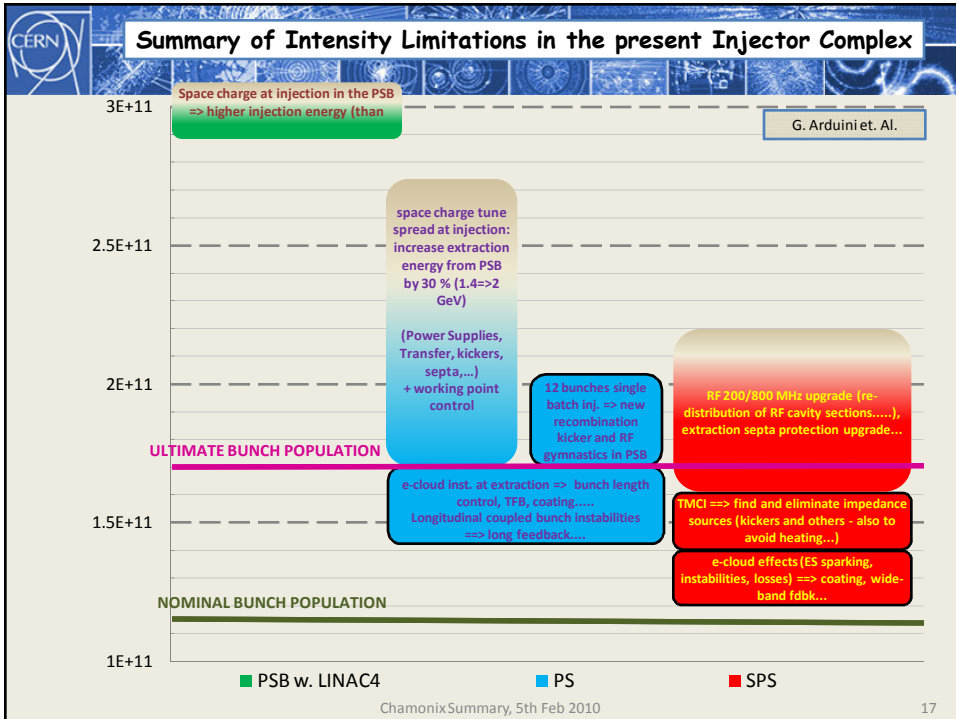 CERN
Summary of Intensity Limitations in the present Injector Complex
Space charge at injection in the PSB
=> higher injection energy (than
3E+11
G. Arduini et. Al.
space charge tune
spread at injection:
increase extraction
energy from PSB
by 30 % (1.4=>2
GeV)
(Power Supplies,
Transfer, kickers,
septa,...)
+ working point
control
2.5E+11
2E+11
12 bunches single
batch inj. => new
recombination
kicker and RF
gymnastics in PSB
RF 200/800 MHz upgrade (re-
distribution of RF cavity sections.....),
extraction septa protection upgrade...
ULTIMATE BUNCH POPULATION
e-cloud inst. at extraction => bunch length
control, TFB, coating.....
Longitudinal coupled bunch instabilities
==> long feedback....
TMCI ==> find and eliminate impedance
sources (kickers and others - also to
avoid heating...)
1.5E+11
e-cloud effects (ES sparking,
instabilities, losses) ==> coating, wide-
band fdbk...
NOMINAL BUNCH POPULATION
1E+11
PSB w. LINAC4
PS
SPS
Chamonix Summary, 5th Feb 2010
17